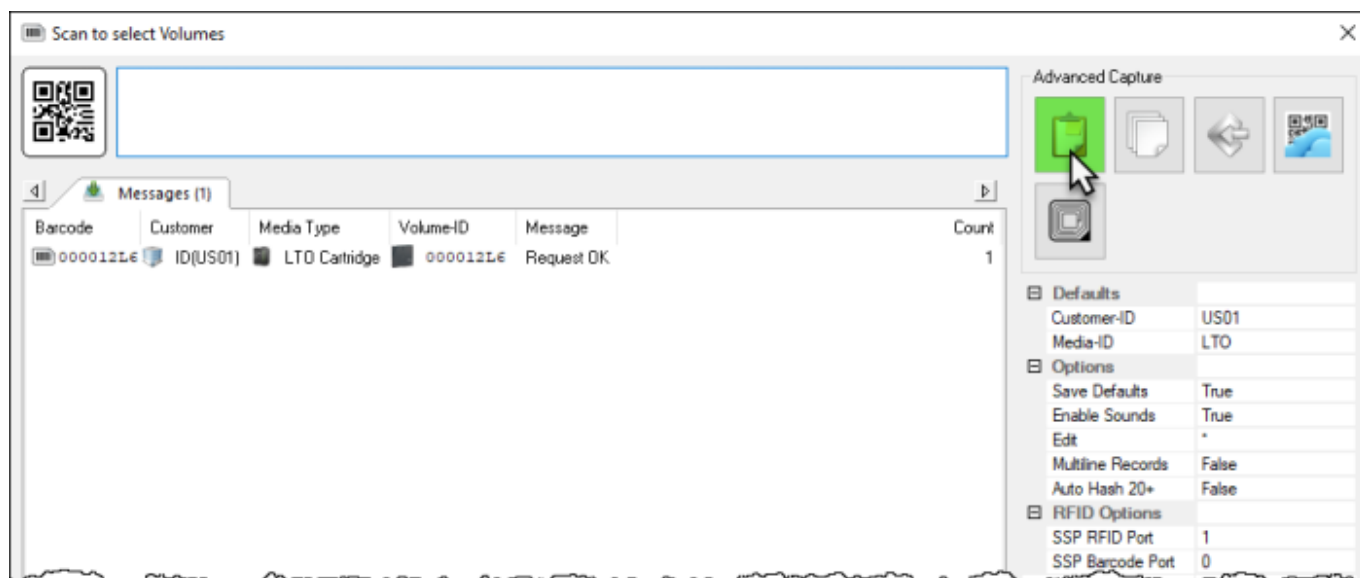 Scan to select Volumes
Advanced Capture
Messages (1)
Barcode Customer Media Type Volume-ID Message Count
000012L6 ID(US01) LTO Cartridge 000012L6 Request OK 1
Defaults
Customer-ID US01
Media-ID LTO
Options
Save Defaults True
Enable Sounds True
Edit *
Multiline Records False
Auto Hash 20+ False
RFID Options
SSP RFID Port 1
SSP Barcode Port 0